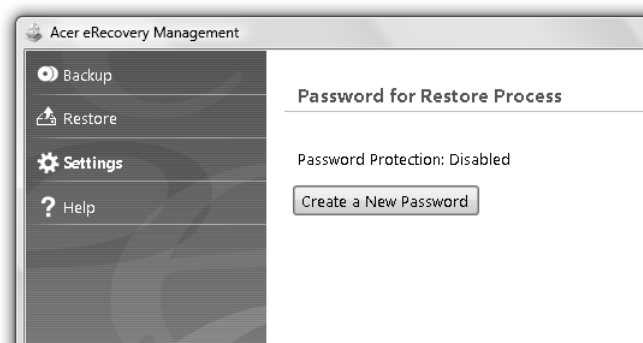 Acer eRecovery Management
Backup
Restore
Settings
Help
Password for Restore Process
Password Protection: Disabled
Create a New Password